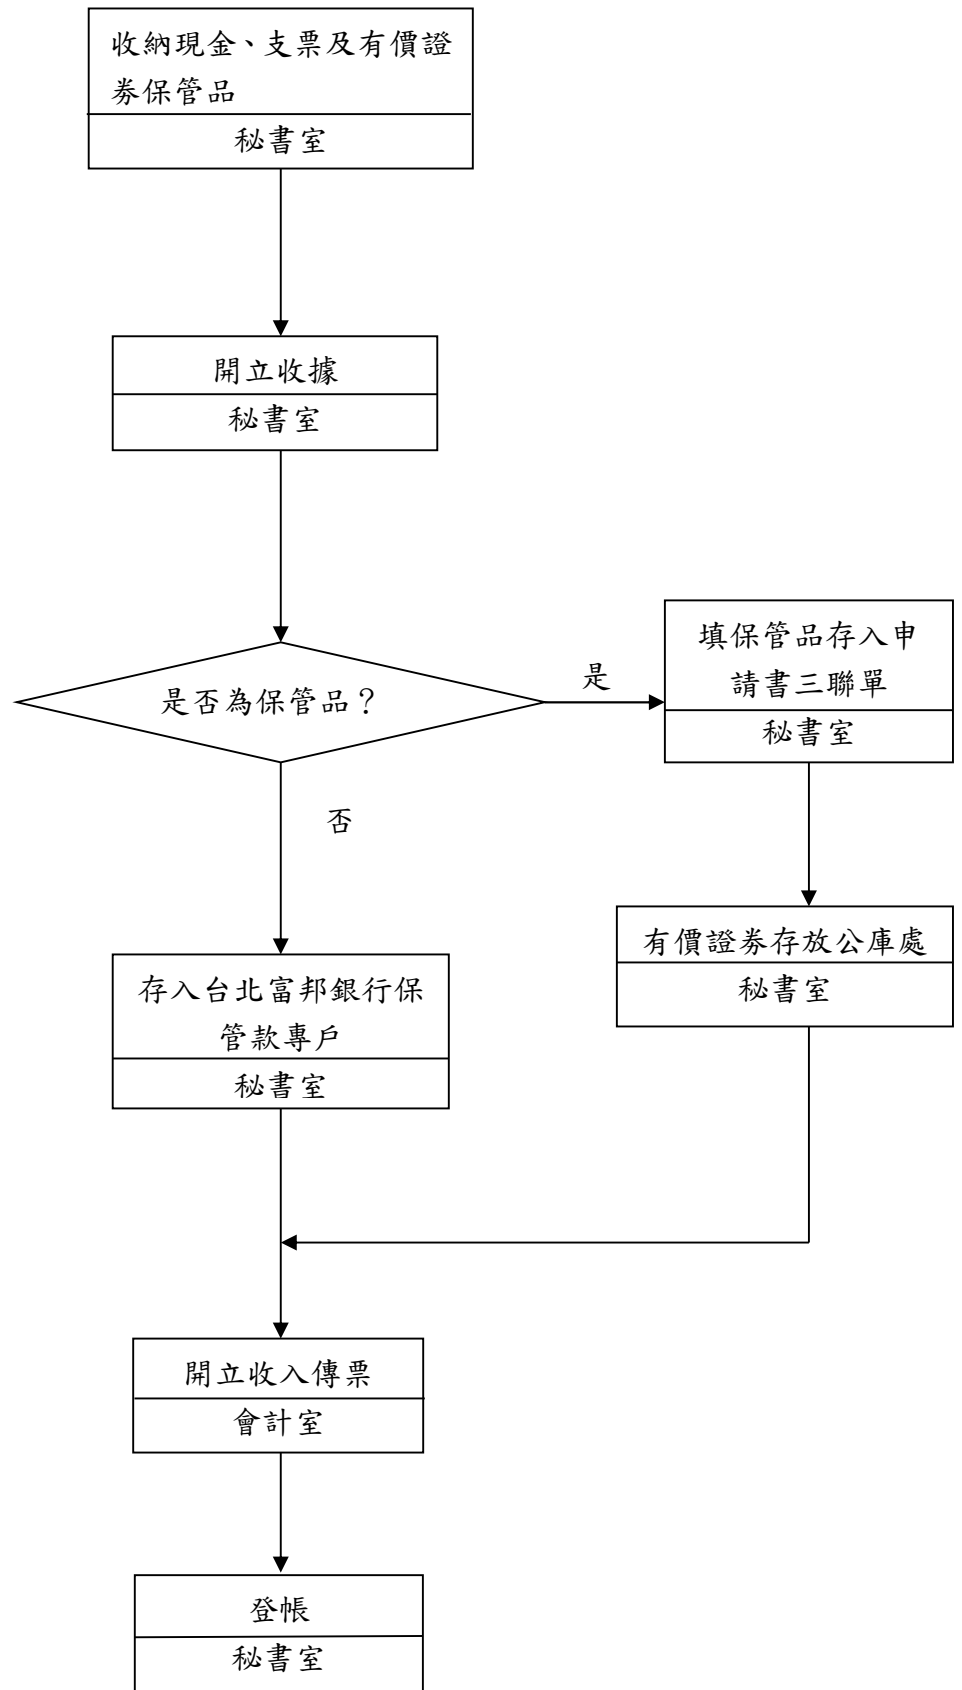 收納現金、支票及有價證
券保管品
秘書室
開立收據
秘書室
是否為保管品？
是
填保管品存入申
請書三聯單
秘書室
否
有價證券存放公庫處
秘書室
存入台北富邦銀行保
管款專戶
秘書室
開立收入傳票
會計室
登帳
秘書室